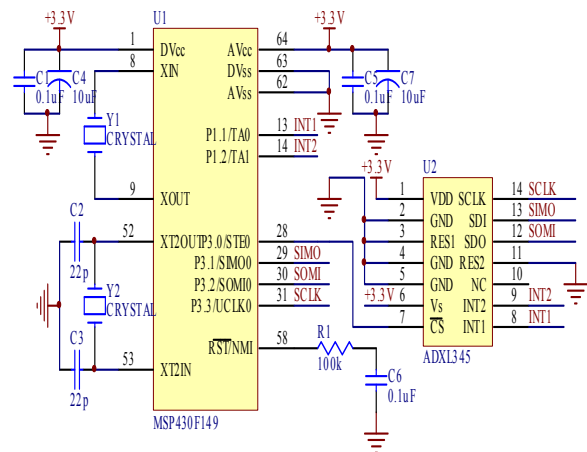 +3.3V
U1
+3.3V
1 DVcc AVcc 64
8 XIN DVss 63
AVss 62
C1 0.1uF
C4 10uF
C5 0.1uF
C7 10uF
Y1
CRYSTAL
P1.1/TA0 13 INT1
P1.2/TA1 14 INT2
9 XOUT
+3.3V
U2
1 VDD SCLK 14 SCLK
2 GND SDI 13 SIMO
3 RES1 SDO 12 SOMI
4 GND RES2 11
5 GND NC 10
+3.3V 6 Vs INT2 9 INT2
7 CS INT1 8 INT1
ADXL345
C2
22p
52 XT2OUT P3.0/STE0 28
P3.1/SIMO0 29 SIMO
P3.2/SOMI0 30 SOMI
P3.3/UCLK0 31 SCLK
Y2
CRYSTAL
C3
22p
53 XT2IN
RST/NMI 58
R1
100k
C6
0.1uF
MSP430F149